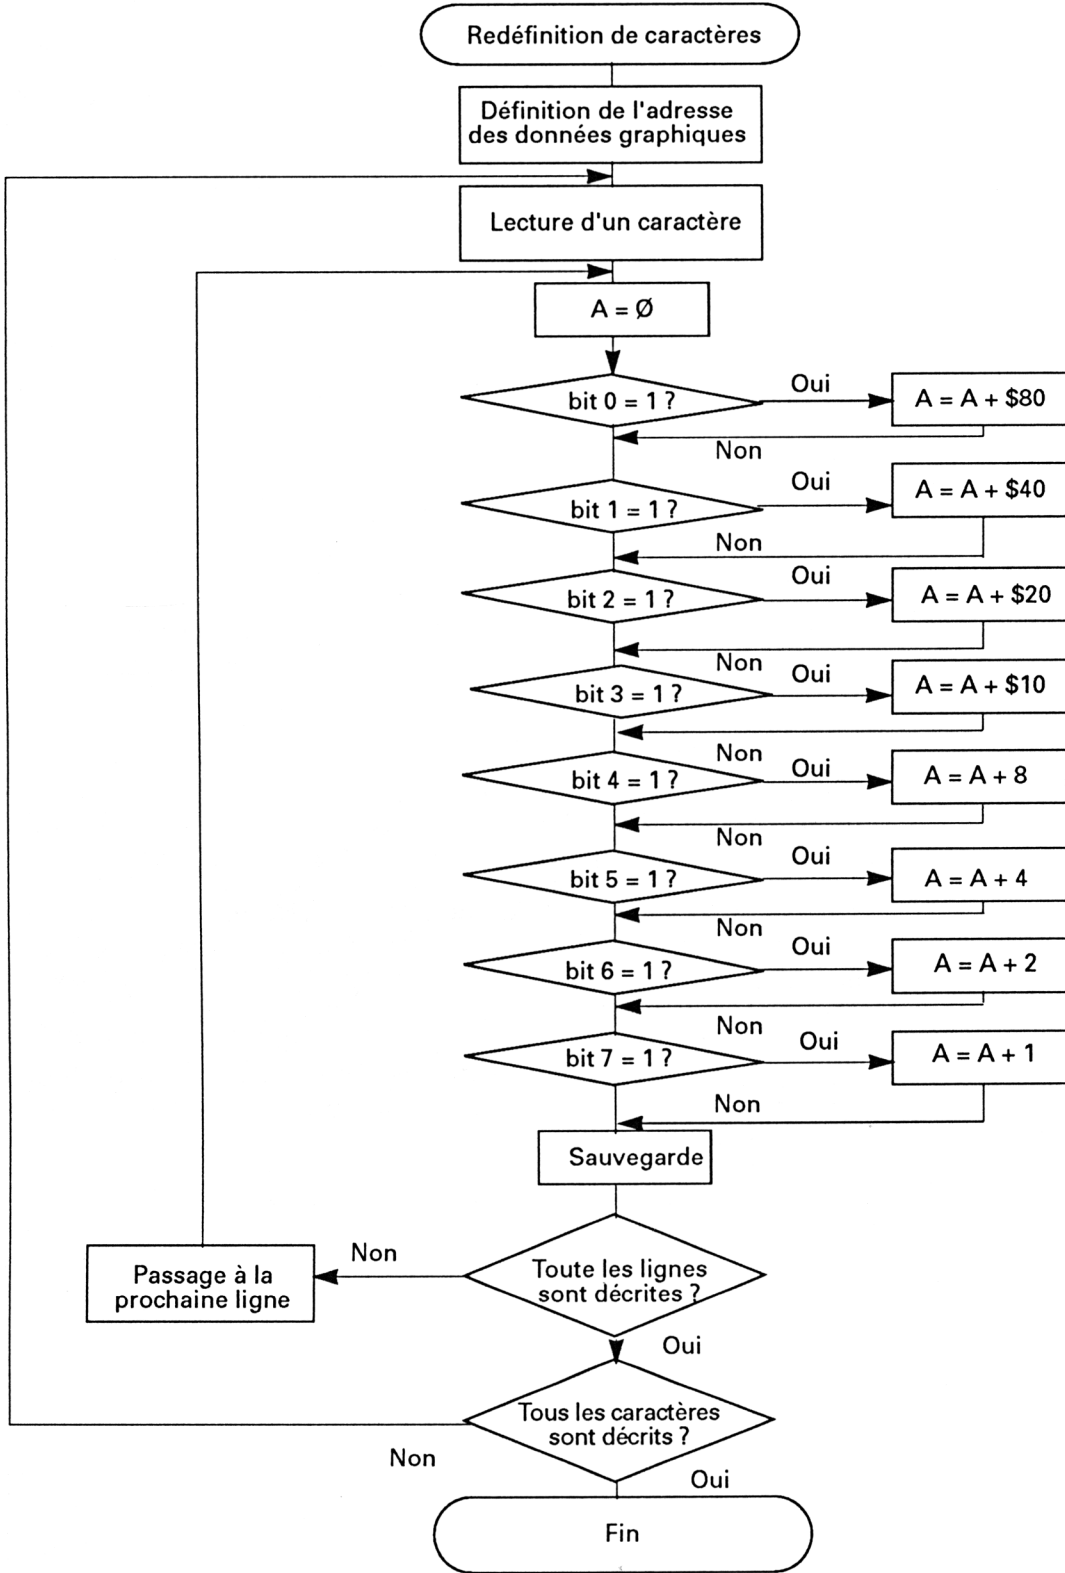 Redéfinition de caractères
Définition de l'adresse
des données graphiques
Lecture d'un caractère
A = Ø
bit 0 = 1 ?
Oui
A = A + $80
Non
bit 1 = 1 ?
Oui
A = A + $40
Non
bit 2 = 1 ?
Oui
A = A + $20
Non
bit 3 = 1 ?
Oui
A = A + $10
Non
bit 4 = 1 ?
Oui
A = A + 8
Non
bit 5 = 1 ?
Oui
A = A + 4
Non
bit 6 = 1 ?
Oui
A = A + 2
Non
bit 7 = 1 ?
Oui
A = A + 1
Non
Sauvegarde
Toute les lignes
sont décrites ?
Non
Passage à la
prochaine ligne
Oui
Tous les caractères
sont décrits ?
Non
Oui
Fin